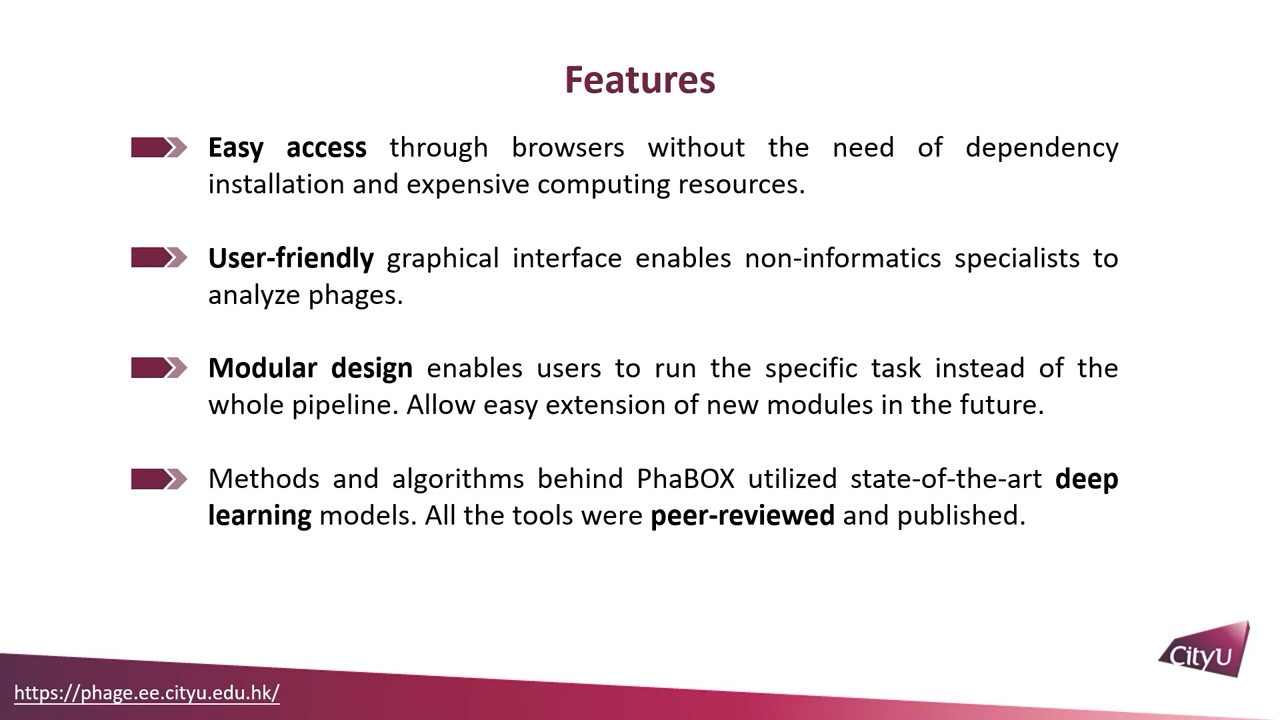 Features
Easy access through browsers without the need of dependency
installation and expensive computing resources.
User-friendly graphical interface enables non-informatics specialists to
analyze phages.
Modular design enables users to run the specific task instead of the
whole pipeline. Allow easy extension of new modules in the future.
Methods and algorithms behind PhaBOX utilized state-of-the-art deep
learning models. All the tools were peer-reviewed and published.
CityU
https://phage.ee.cityu.edu.hk/